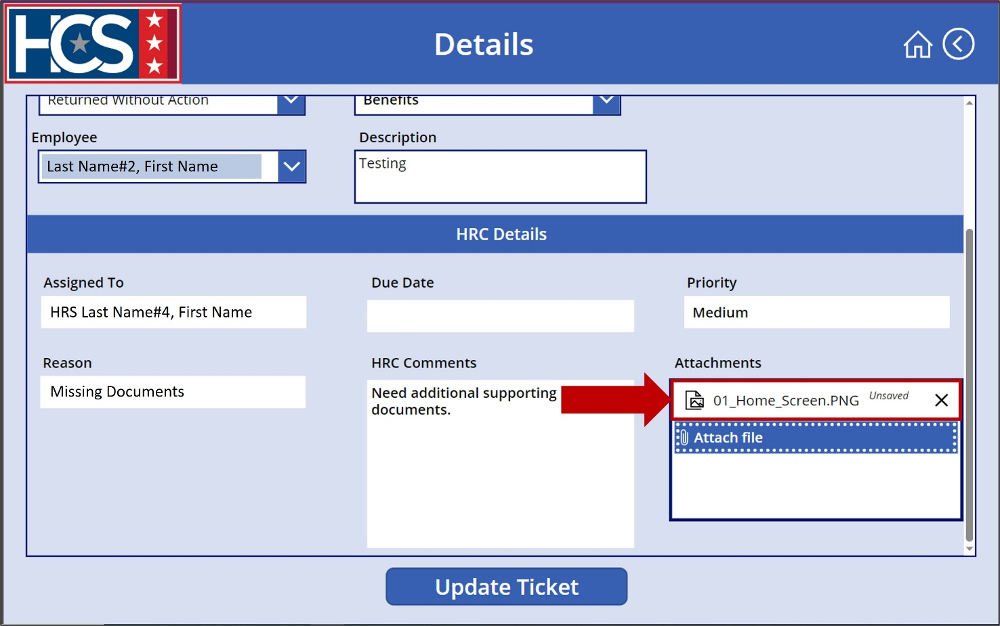 HCS
Details
Returned Without Action
Benefits
Employee
Description
Last Name#2, First Name
Testing
HRC Details
Assigned To
Due Date
Priority
HRS Last Name#4, First Name
Medium
Reason
HRC Comments
Attachments
Missing Documents
Need additional supporting
documents.
01_Home_Screen.PNG Unsaved
Attach file
Update Ticket